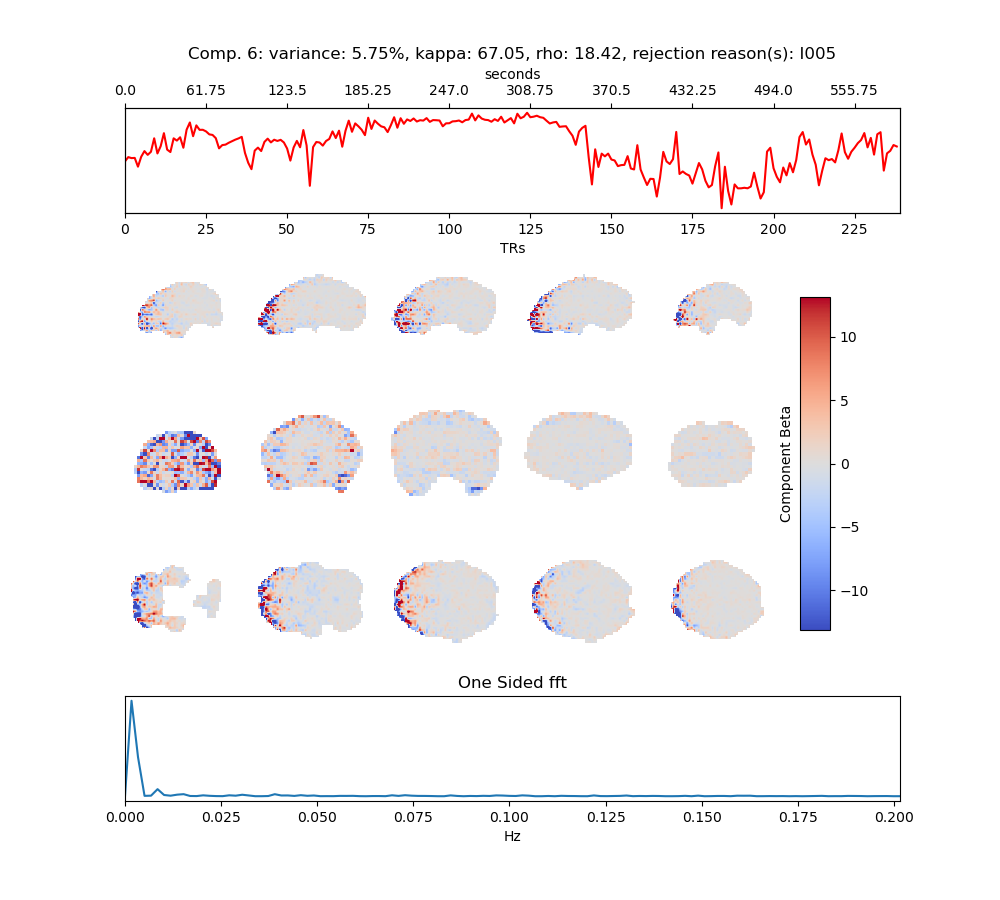 Comp. 6: variance: 5.75%, kappa: 67.05, rho: 18.42, rejection reason(s): I005
seconds
0.0 61.75 123.5 185.25 247.0 308.75 370.5 432.25 494.0 555.75
0 25 50 75 100 125 150 175 200 225
TRs
10
5
0
−5
−10
Component Beta
One Sided fft
0.000 0.025 0.050 0.075 0.100 0.125 0.150 0.175 0.200
Hz